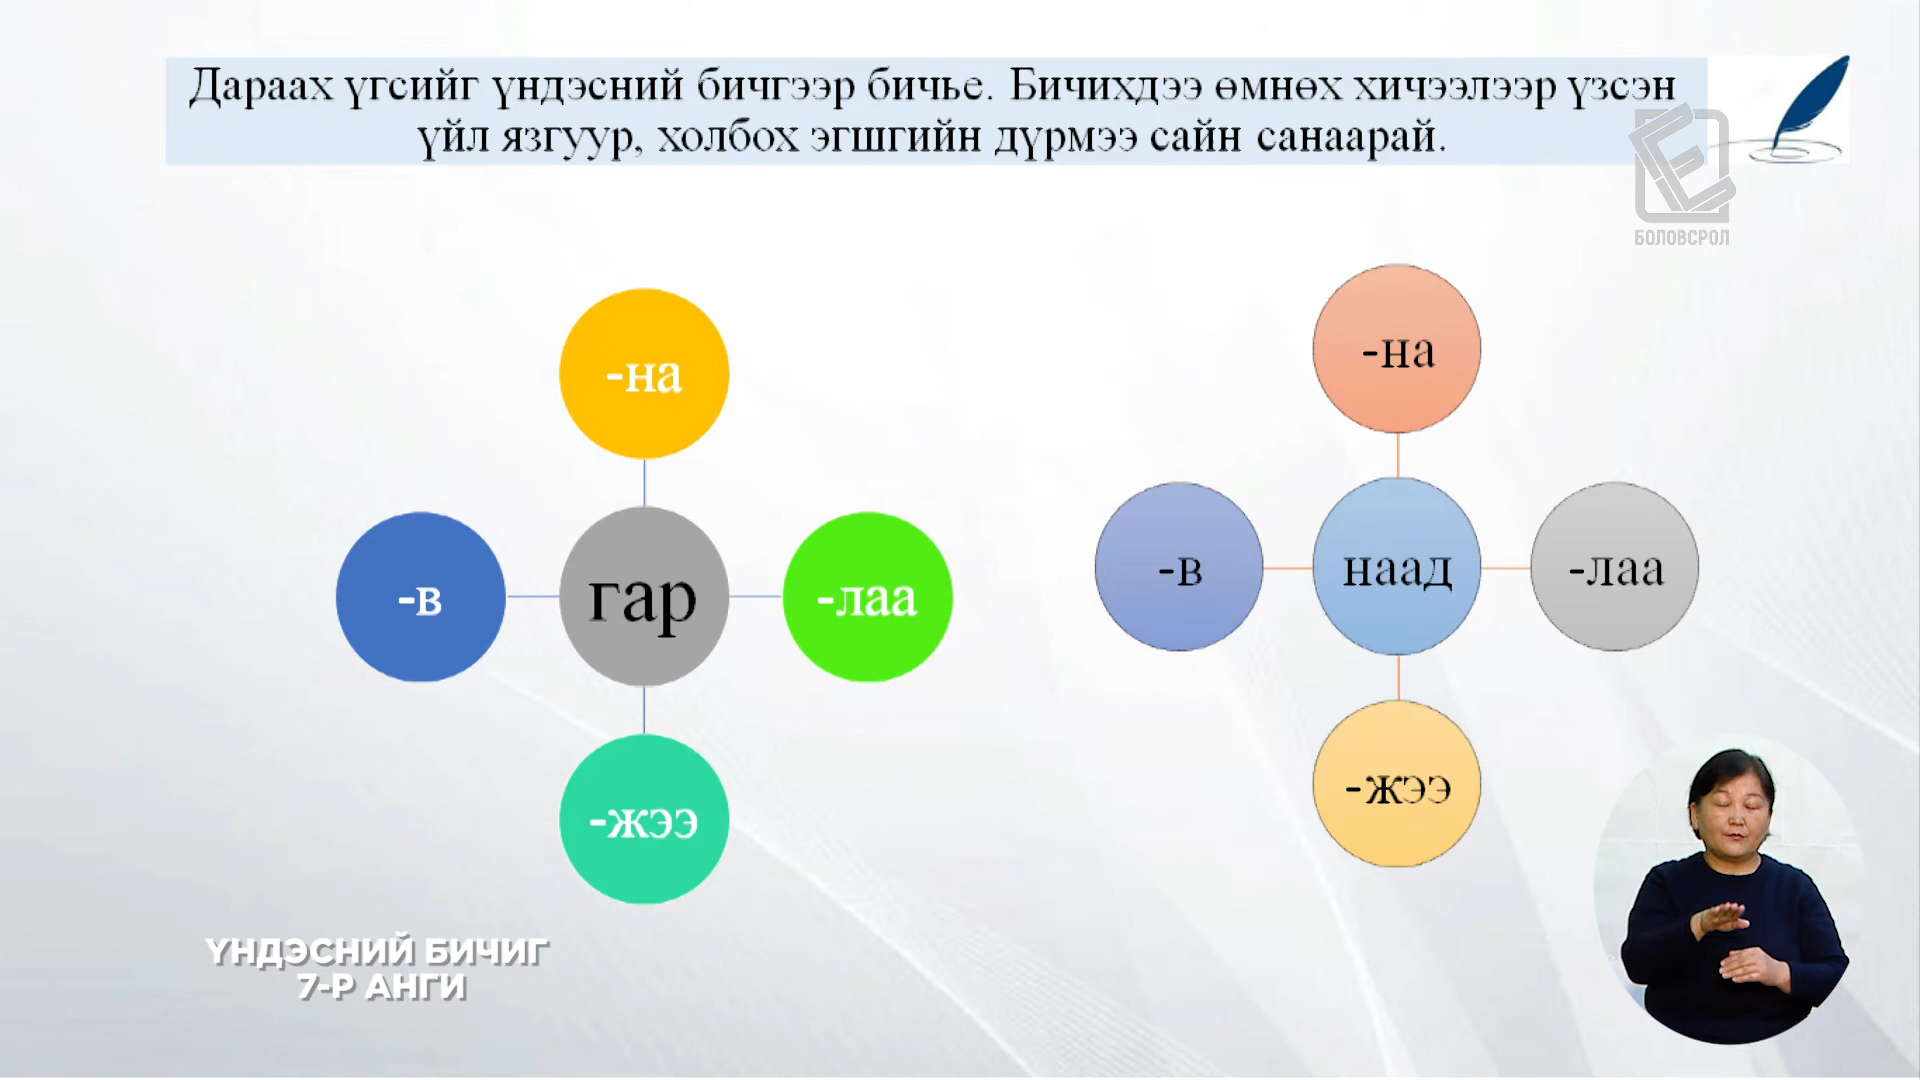 Дараах үгсийг үндэсний бичгээр бичье. Бичихдээ өмнөх хичээлээр үзсэн
үйл язгуур, холбох эгшгийн дүрмээ сайн санаарай.
БОЛОВСРОЛ
-на
-в
гар
-лаа
-жээ
-на
-в
наад
-лаа
-жээ
ҮНДЭСНИЙ БИЧИГ
7-Р АНГИ